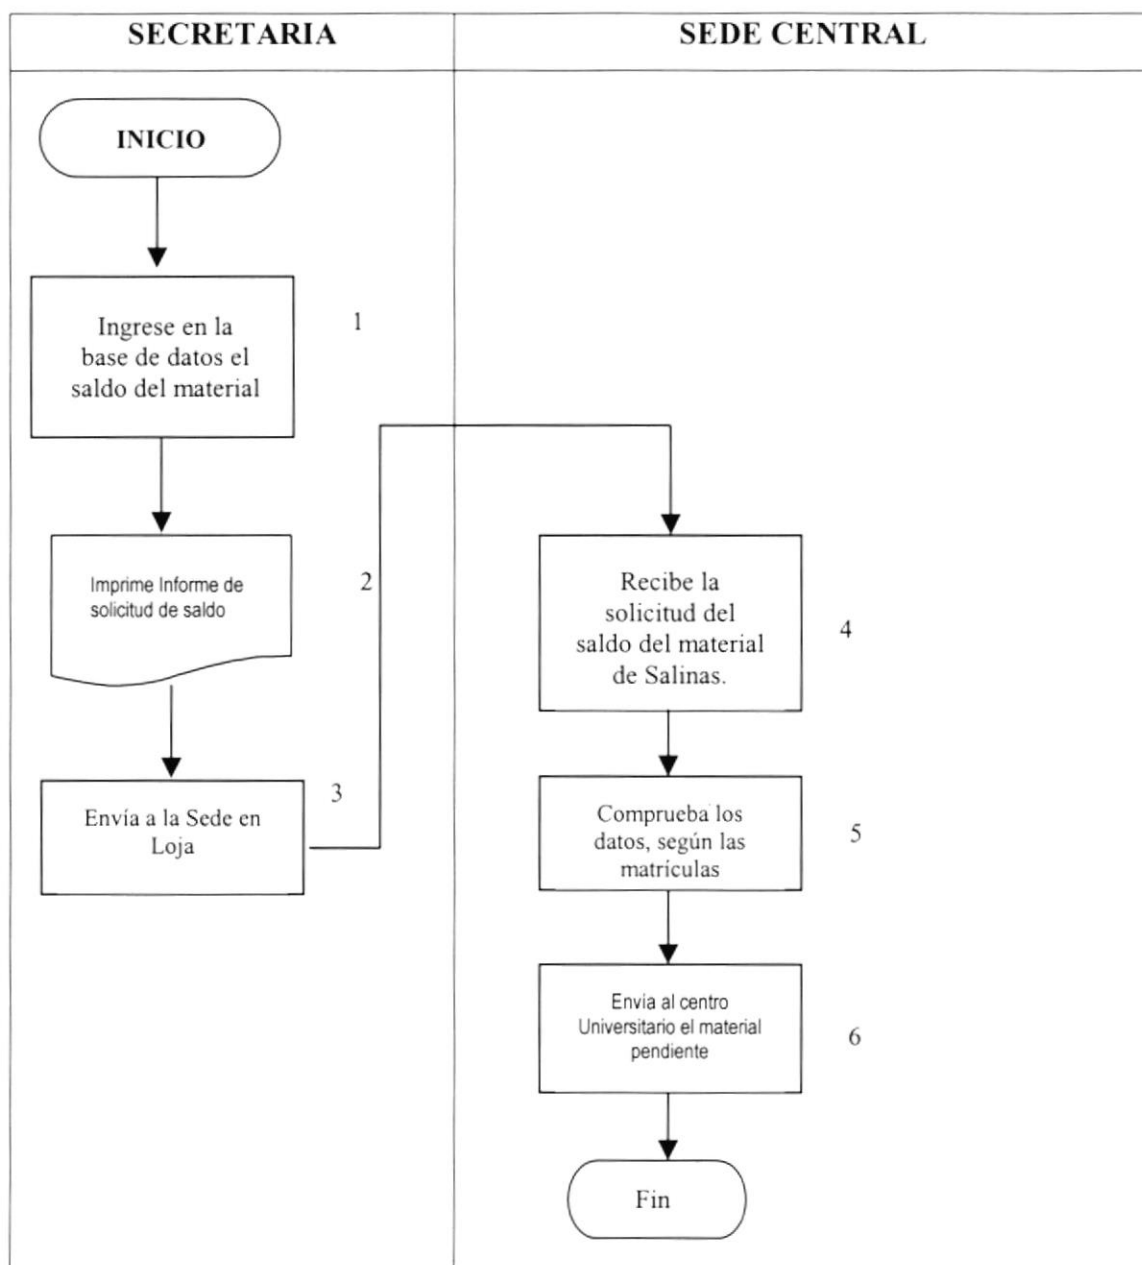 SECRETARIA
SEDE CENTRAL
INICIO
Ingrese en la
base de datos el
saldo del material
1
Imprime Informe de
solicitud de saldo
2
Envía a la Sede en
Loja
3
Recibe la
solicitud del
saldo del material
de Salinas.
4
Comprueba los
datos, según las
matrículas
5
Envia al centro
Universitario el material
pendiente
6
Fin